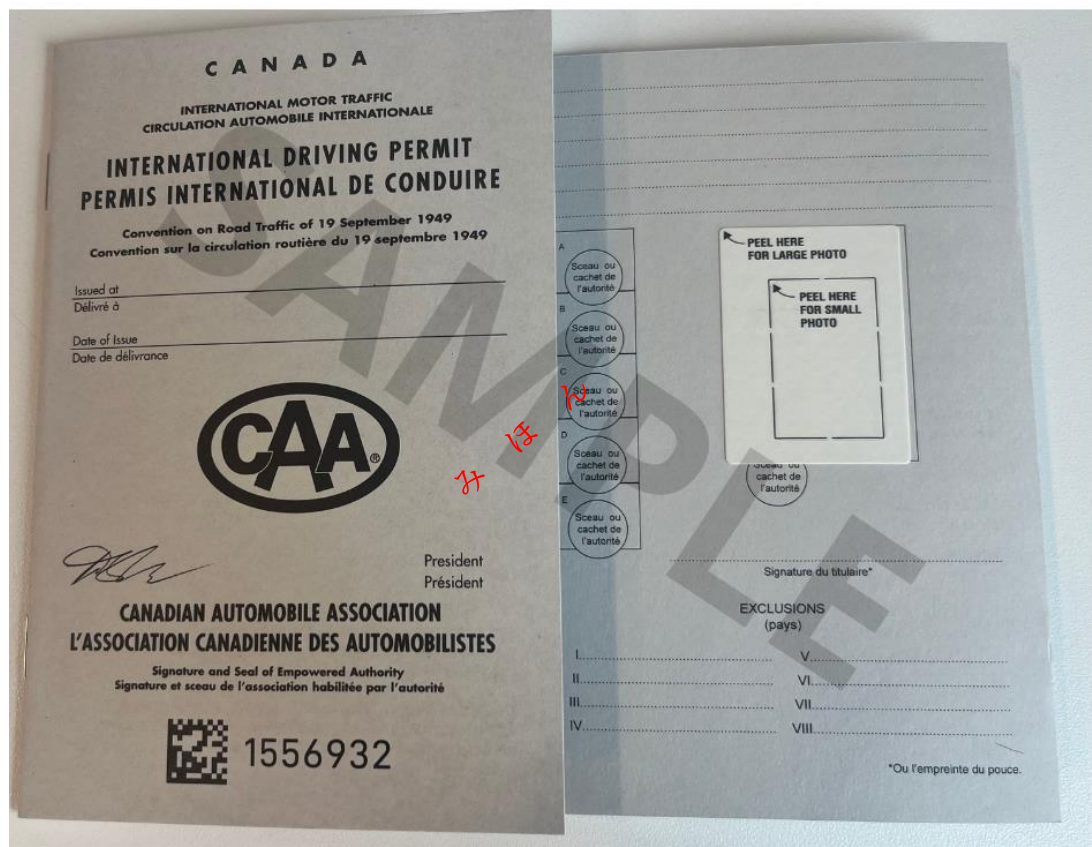 CANADA
INTERNATIONAL MOTOR TRAFFIC
CIRCULATION AUTOMOBILE INTERNATIONALE
INTERNATIONAL DRIVING PERMIT
PERMIS INTERNATIONAL DE CONDUIRE
Convention on Road Traffic of 19 September 1949
Convention sur la circulation routière du 19 septembre 1949
Issued at
Délivré à
Date of Issue
Date de délivrance
CAA®
President
Président
CANADIAN AUTOMOBILE ASSOCIATION
L'ASSOCIATION CANADIENNE DES AUTOMOBILISTES
Signature and Seal of Empowered Authority
Signature et sceau de l'association habilitée par l'autorité
1556932
SAMPLE
みほん
A
Sceau ou
cachet de
l'autorité
B
Sceau ou
cachet de
l'autorité
C
Sceau ou
cachet de
l'autorité
D
Sceau ou
cachet de
l'autorité
E
Sceau ou
cachet de
l'autorité
PEEL HERE
FOR LARGE PHOTO
PEEL HERE
FOR SMALL
PHOTO
Sceau ou
cachet de
l'autorité
Signature du titulaire*
EXCLUSIONS
(pays)
I
II
III
IV
V
VI
VII
VIII
*Ou l'empreinte du pouce.